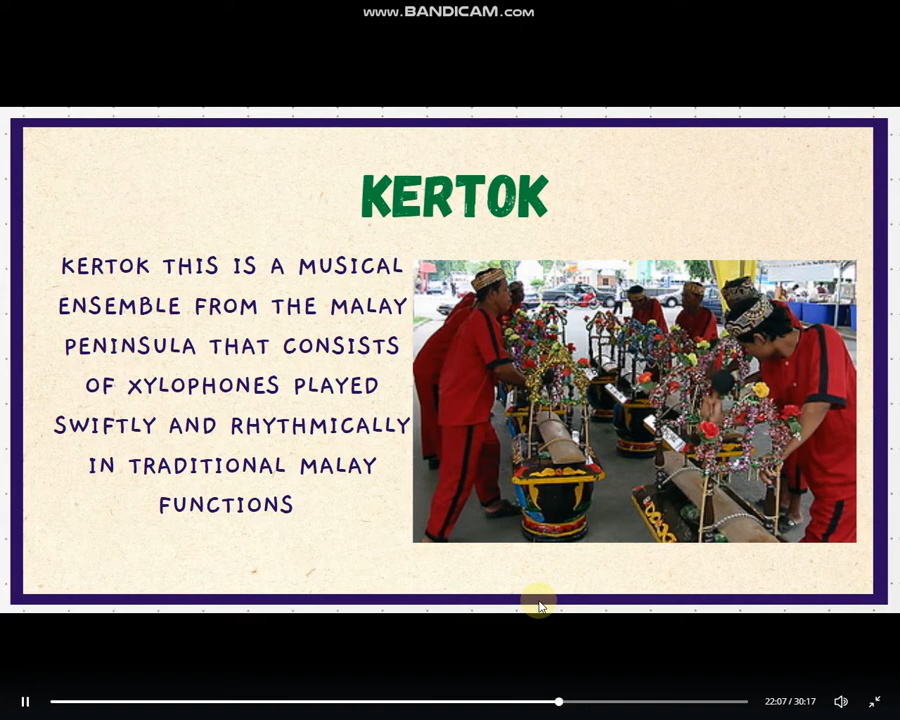 www.BANDICAM.com
KERTOK
KERTOK THIS IS A MUSICAL
ENSEMBLE FROM THE MALAY
PENINSULA THAT CONSISTS
OF XYLOPHONES PLAYED
SWIFTLY AND RHYTHMICALLY
IN TRADITIONAL MALAY
FUNCTIONS
22:07 / 30:17